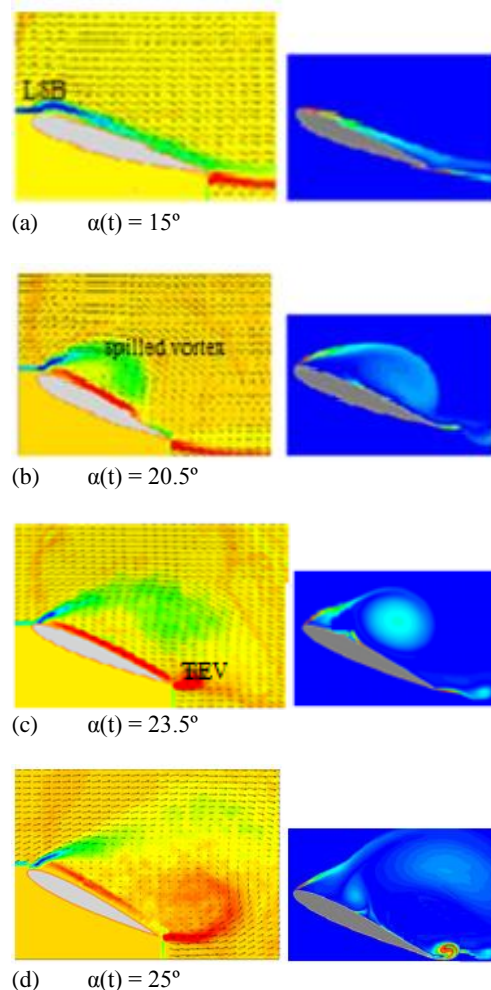 LSB
(a) α(t) = 15º
spilled vortex
(b) α(t) = 20.5º
TEV
(c) α(t) = 23.5º
(d) α(t) = 25º